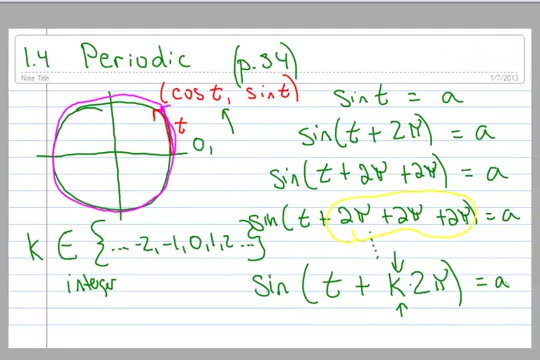 1.4 Periodic (p.34)
Note Title
1/7/2013
(cos t, sin t)
t
0,
sin t = a
sin(t + 2π) = a
sin(t + 2π + 2π) = a
sin(t + 2π + 2π + 2π) = a
K ∈ {... -2, -1, 0, 1, 2 ...}
integer
sin(t + K·2π) = a